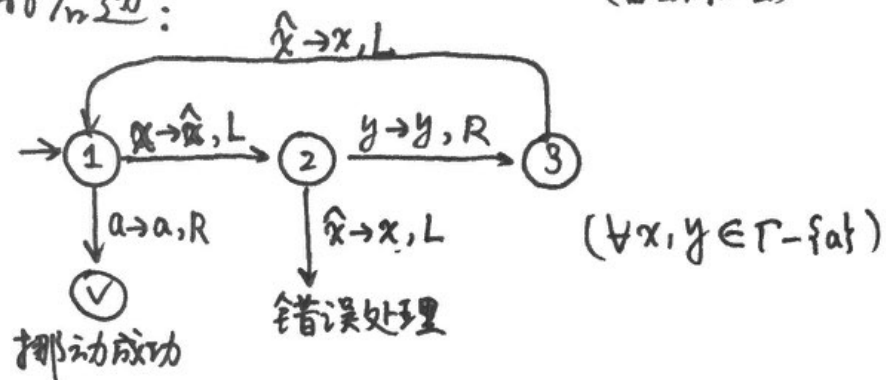 x̂→x, L
1 x→x̂, L 2 y→y, R 3
a→a, R x̂→x, L (∀x, y ∈ Γ-{a})
✓ 错误处理
挪动成功